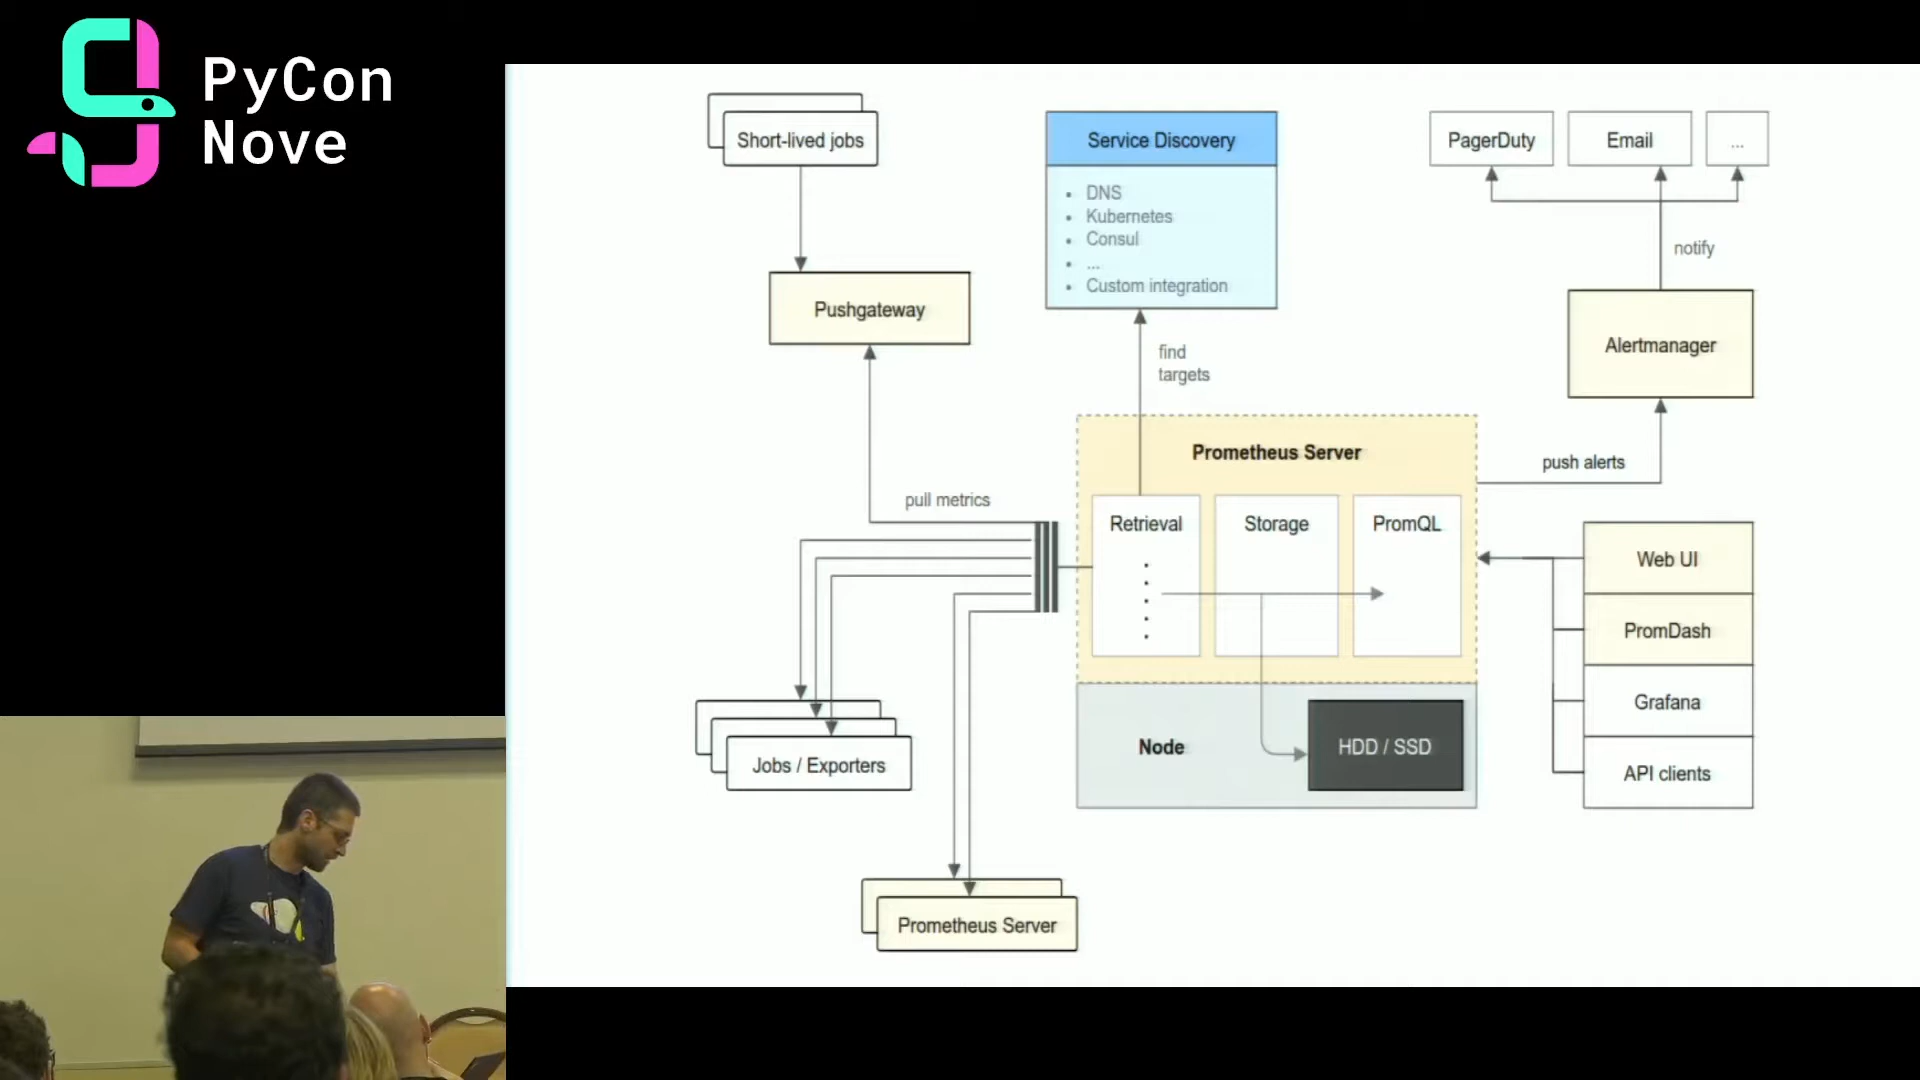 PyCon
Nove
Short-lived jobs
Service Discovery
• DNS
• Kubernetes
• Consul
• ...
• Custom integration
PagerDuty
Email
...
notify
Pushgateway
Alertmanager
find
targets
Prometheus Server
push alerts
pull metrics
Retrieval
Storage
PromQL
Web UI
PromDash
Grafana
API clients
Node
HDD / SSD
Jobs / Exporters
Prometheus Server